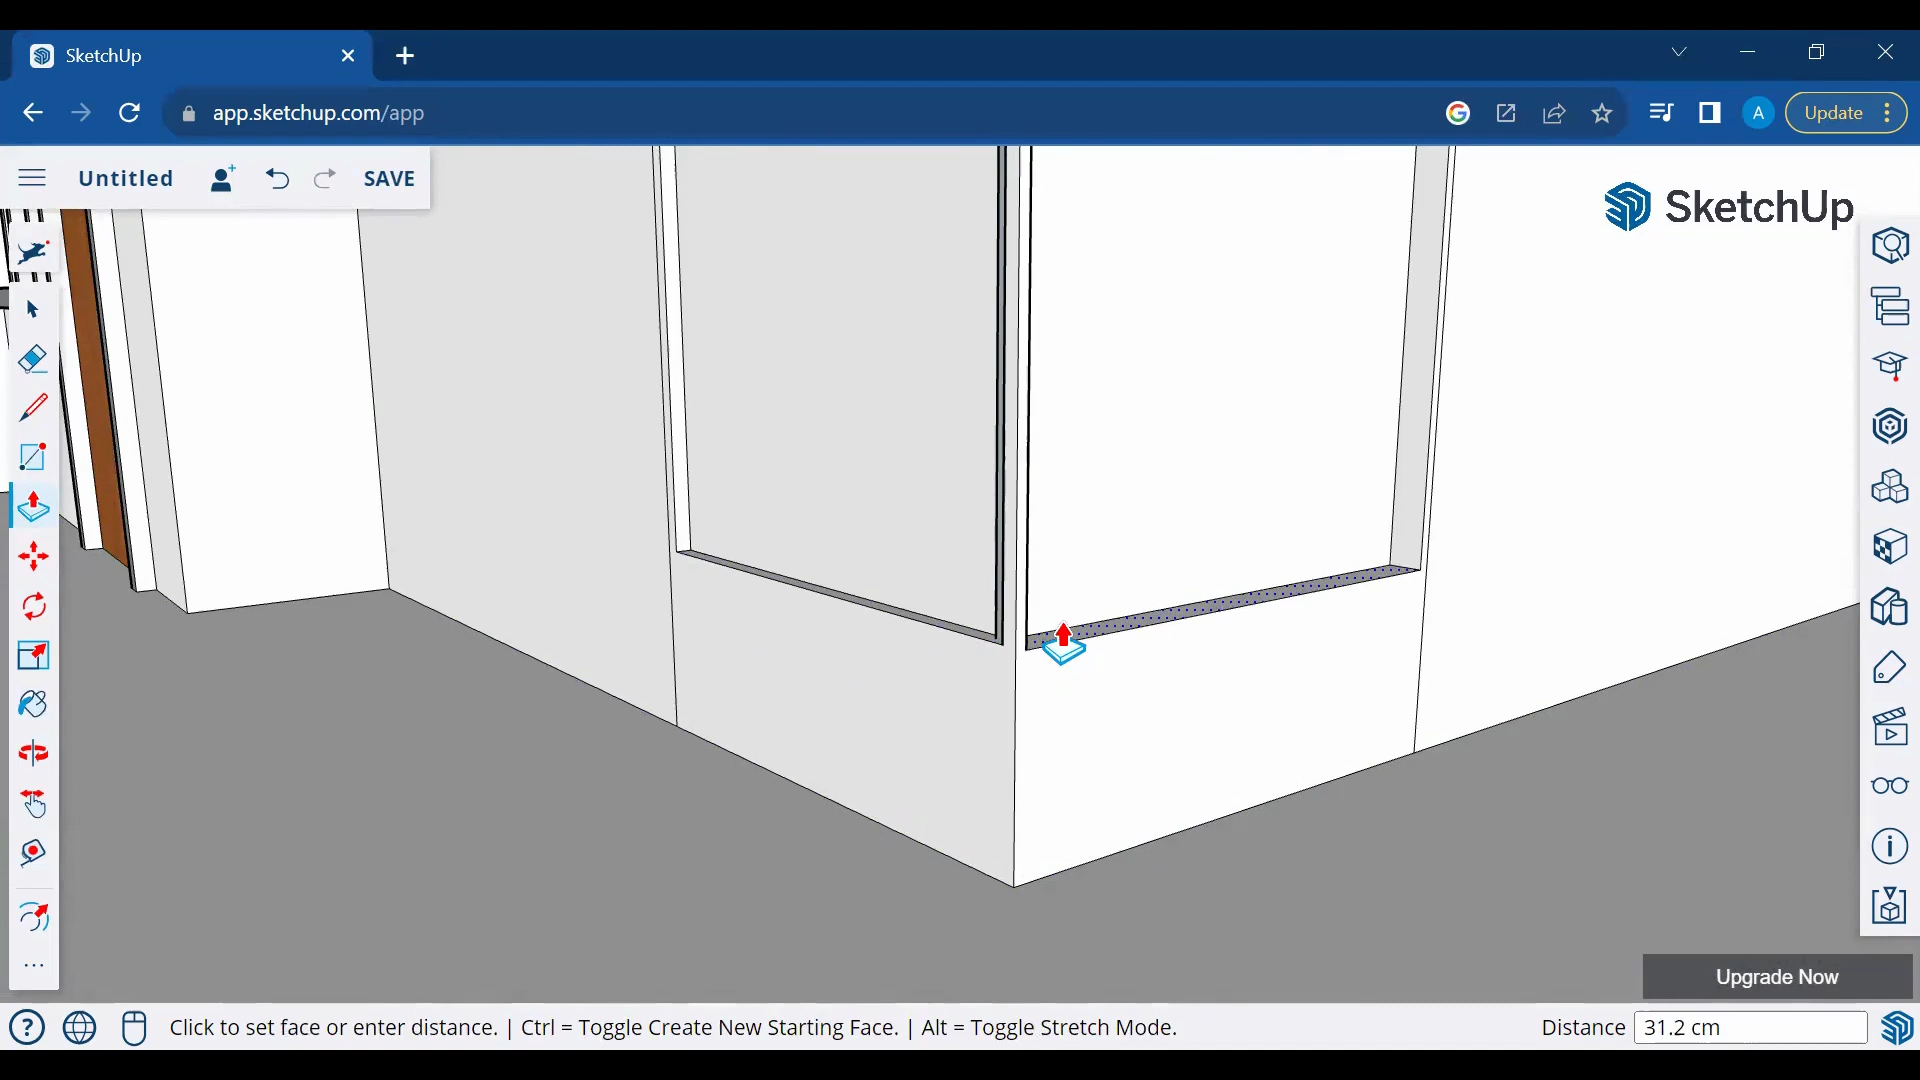 SketchUp
app.sketchup.com/app
A
Update
Untitled
SAVE
SketchUp
Upgrade Now
Click to set face or enter distance. | Ctrl = Toggle Create New Starting Face. | Alt = Toggle Stretch Mode.
Distance 31.2 cm